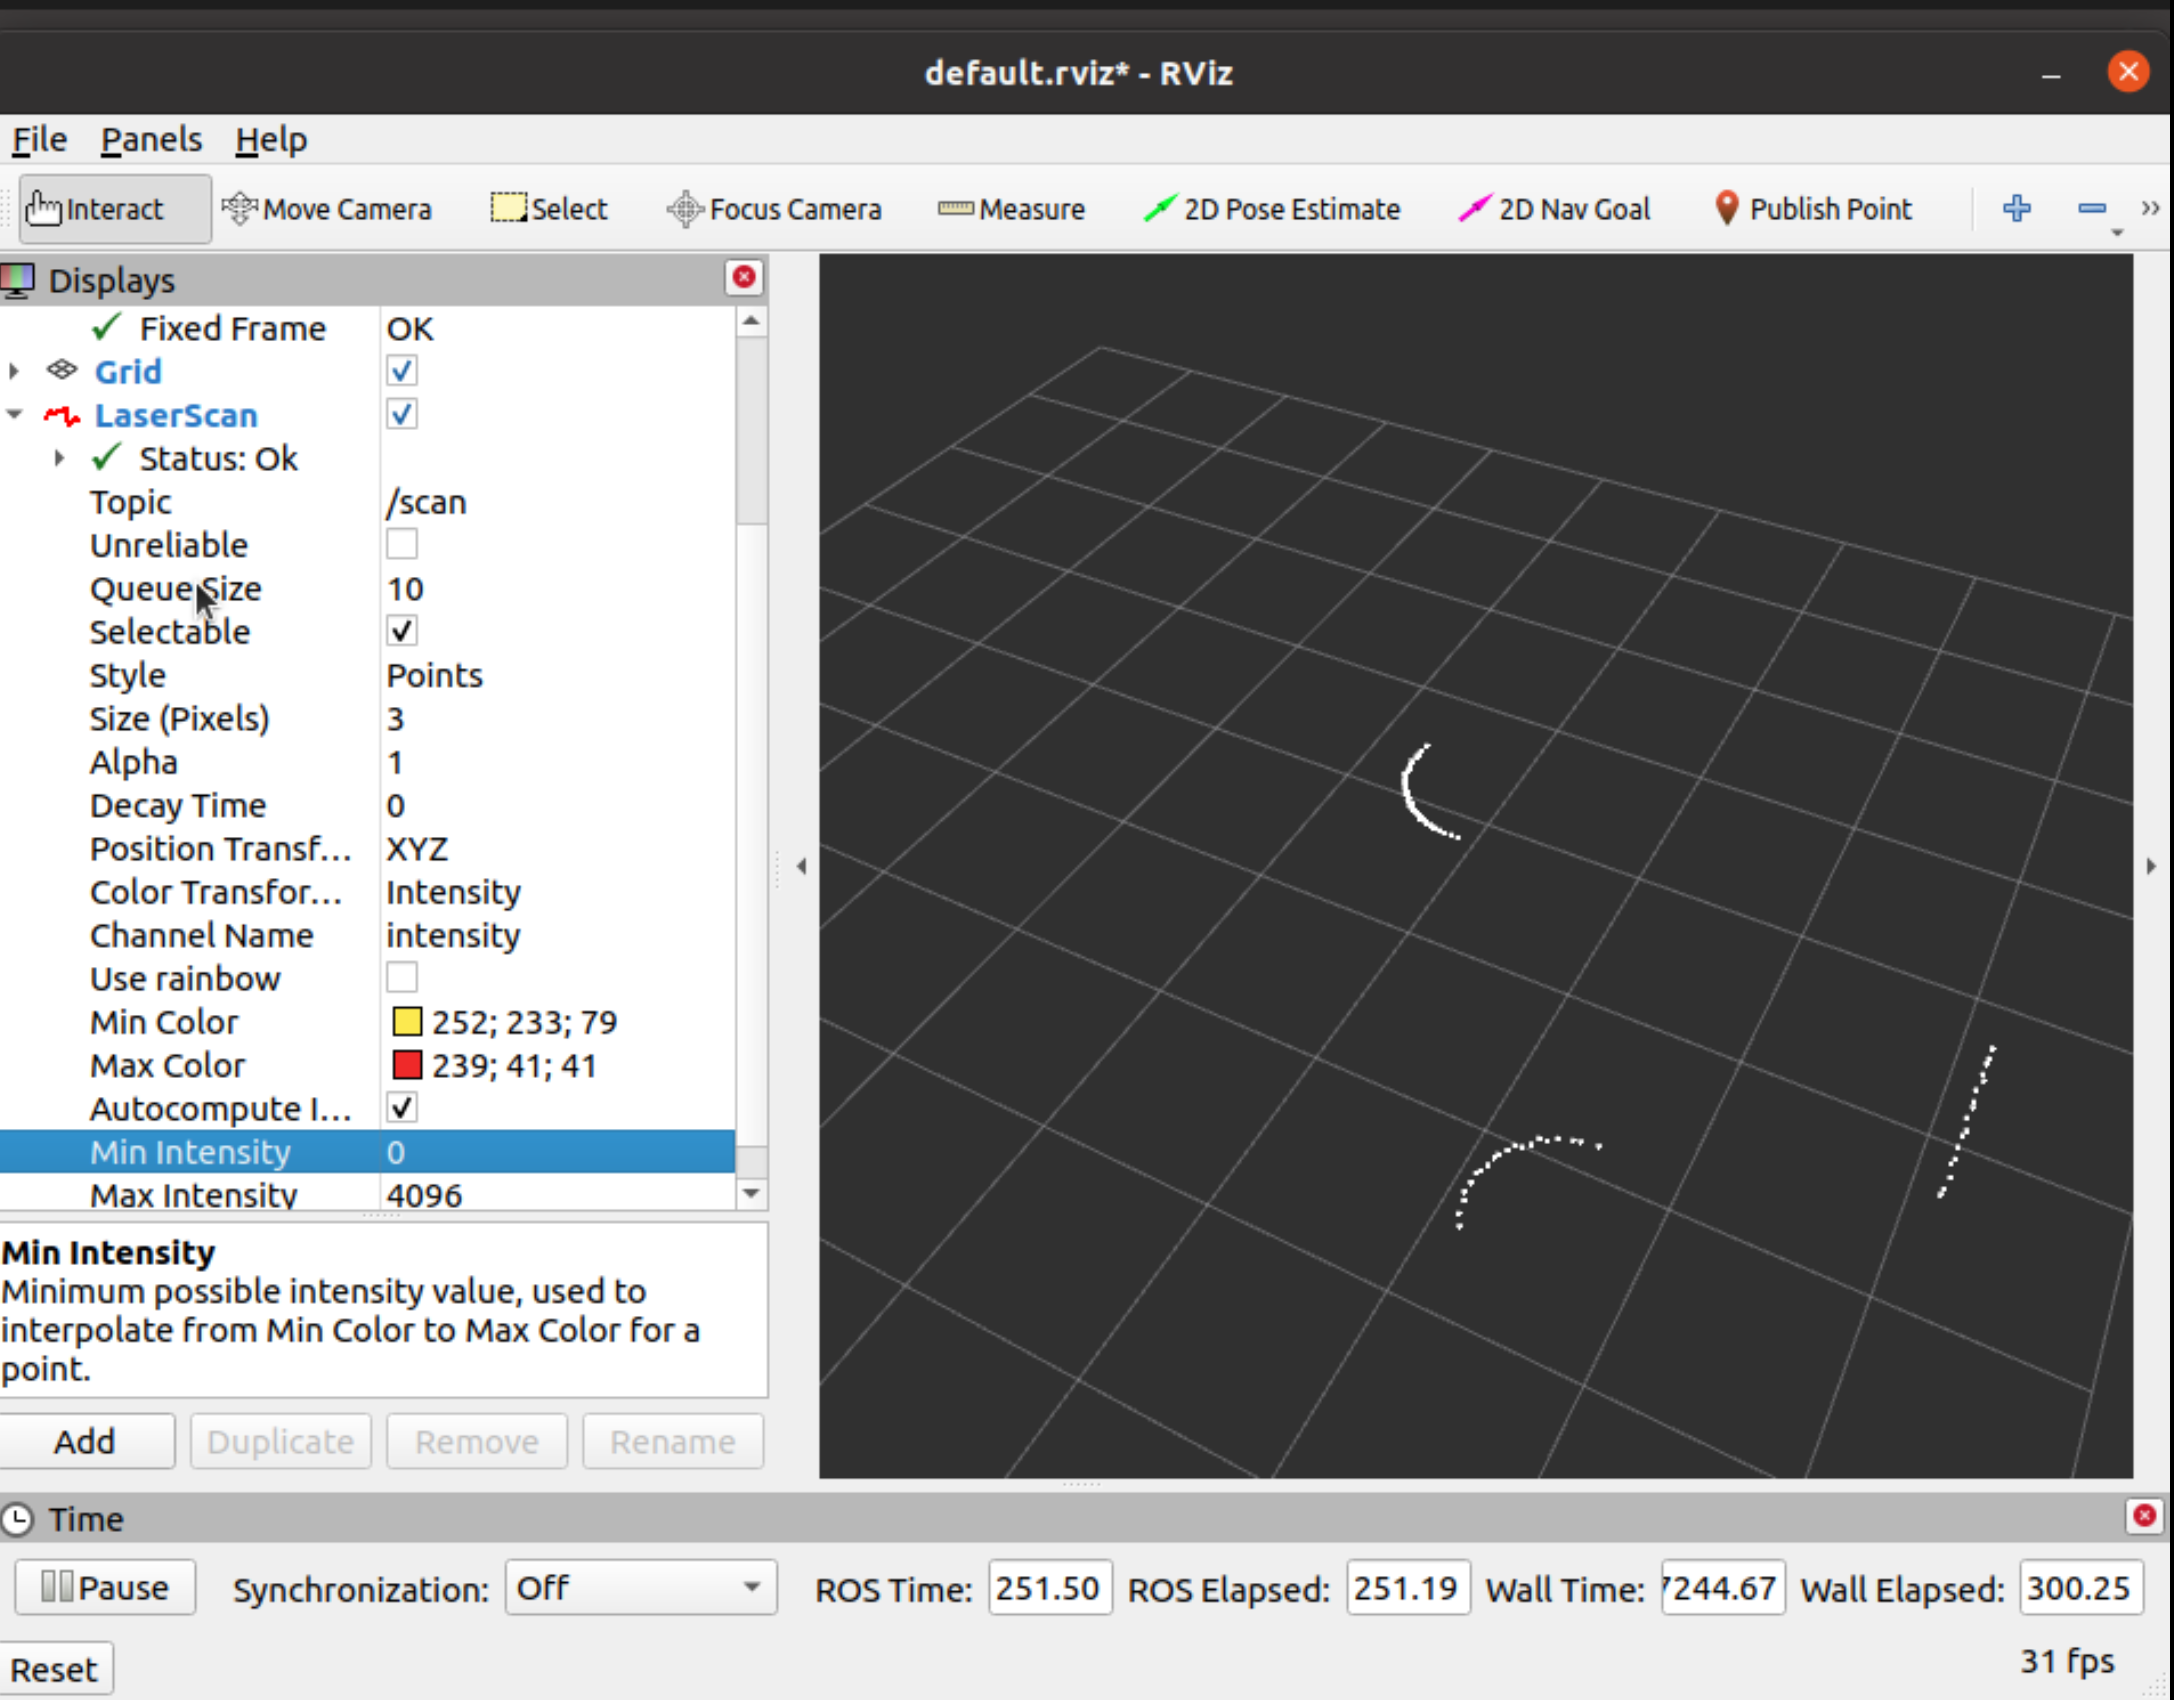 default.rviz* - RViz
File Panels Help
Interact Move Camera Select Focus Camera Measure 2D Pose Estimate 2D Nav Goal Publish Point
Displays
Fixed Frame OK
Grid
LaserScan
Status: Ok
Topic /scan
Unreliable
Queue Size 10
Selectable
Style Points
Size (Pixels) 3
Alpha 1
Decay Time 0
Position Transf... XYZ
Color Transfor... Intensity
Channel Name intensity
Use rainbow
Min Color 252; 233; 79
Max Color 239; 41; 41
Autocompute I...
Min Intensity 0
Max Intensity 4096
Min Intensity
Minimum possible intensity value, used to
interpolate from Min Color to Max Color for a
point.
Add Duplicate Remove Rename
Time
Pause Synchronization: Off ROS Time: 251.50 ROS Elapsed: 251.19 Wall Time: 7244.67 Wall Elapsed: 300.25
Reset 31 fps